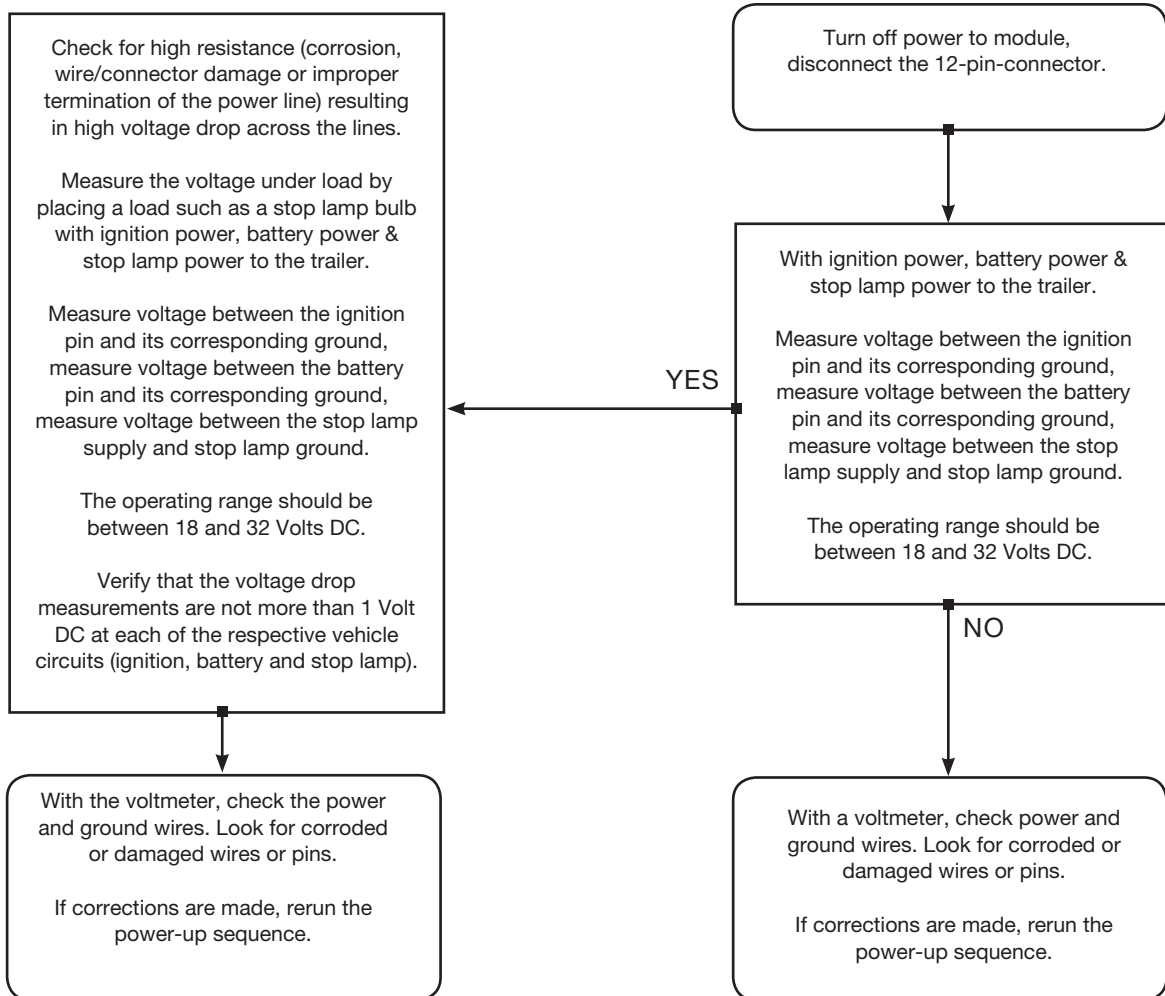 Turn off power to module,
disconnect the 12-pin-connector.
With ignition power, battery power &
stop lamp power to the trailer.
Measure voltage between the ignition
pin and its corresponding ground,
measure voltage between the battery
pin and its corresponding ground,
measure voltage between the stop
lamp supply and stop lamp ground.
The operating range should be
between 18 and 32 Volts DC.
YES
Check for high resistance (corrosion,
wire/connector damage or improper
termination of the power line) resulting
in high voltage drop across the lines.
Measure the voltage under load by
placing a load such as a stop lamp bulb
with ignition power, battery power &
stop lamp power to the trailer.
Measure voltage between the ignition
pin and its corresponding ground,
measure voltage between the battery
pin and its corresponding ground,
measure voltage between the stop lamp
supply and stop lamp ground.
The operating range should be
between 18 and 32 Volts DC.
Verify that the voltage drop
measurements are not more than 1 Volt
DC at each of the respective vehicle
circuits (ignition, battery and stop lamp).
With the voltmeter, check the power
and ground wires. Look for corroded
or damaged wires or pins.
If corrections are made, rerun the
power-up sequence.
NO
With a voltmeter, check power and
ground wires. Look for corroded or
damaged wires or pins.
If corrections are made, rerun the
power-up sequence.